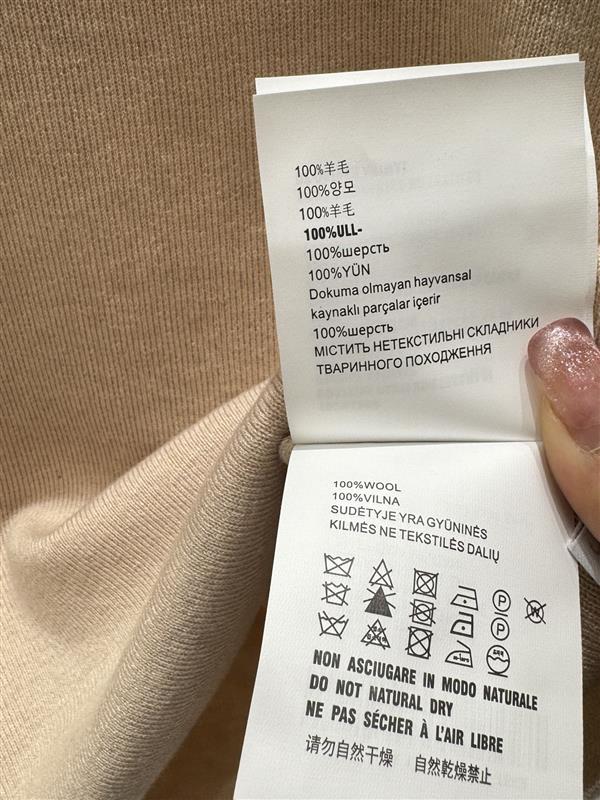 100%羊毛
100%양모
100%羊毛
100%ULL-
100%шерсть
100%YÜN
Dokuma olmayan hayvansal
kaynaklı parçalar içerir
100%шерсть
МІСТИТЬ НЕТЕКСТИЛЬНІ СКЛАДНИКИ
ТВАРИННОГО ПОХОДЖЕННЯ
100%WOOL
100%VILNA
SUDĖTYJE YRA GYŪNINĖS
KILMĖS NE TEKSTILĖS DALIŲ
P
W
P
NON ASCIUGARE IN MODO NATURALE
DO NOT NATURAL DRY
NE PAS SÉCHER À L'AIR LIBRE
请勿自然干燥 自然乾燥禁止